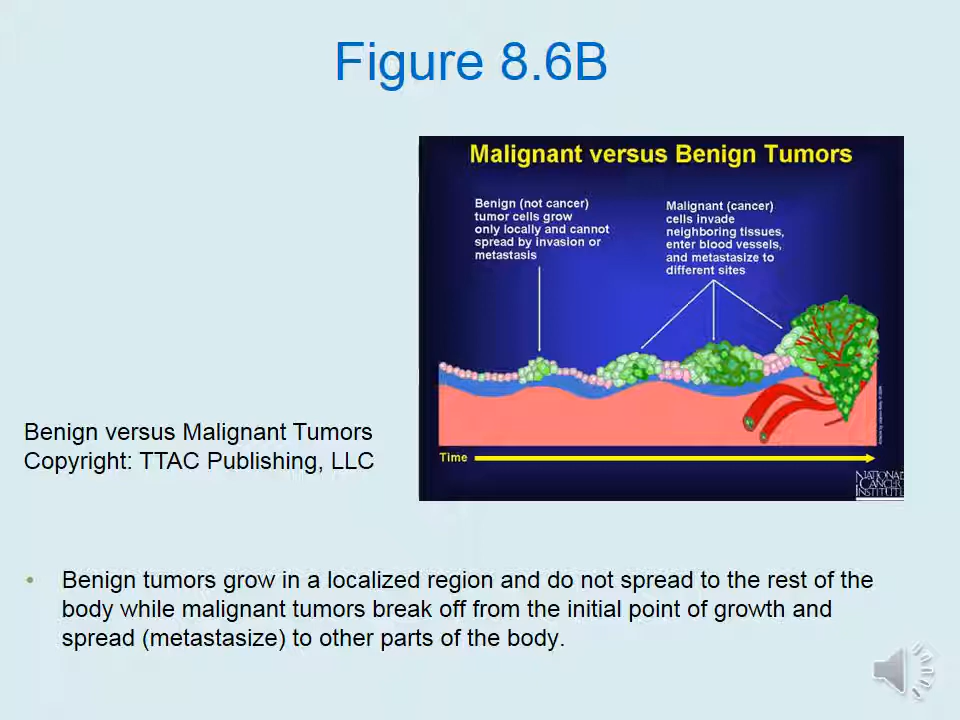 Figure 8.6B
Malignant versus Benign Tumors
Benign (not cancer)
tumor cells grow
only locally and cannot
spread by invasion or
metastasis
Malignant (cancer)
cells invade
neighboring tissues,
enter blood vessels,
and metastasize to
different sites
Time
NATIONAL
CANCER
INSTITUTE
Benign versus Malignant Tumors
Copyright: TTAC Publishing, LLC
• Benign tumors grow in a localized region and do not spread to the rest of the
body while malignant tumors break off from the initial point of growth and
spread (metastasize) to other parts of the body.